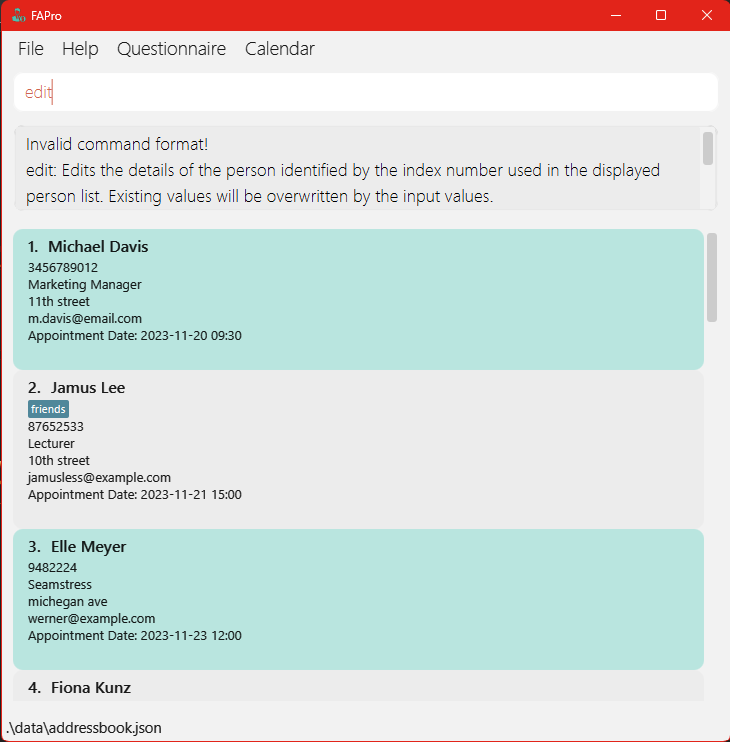 FAPro
File Help Questionnaire Calendar
edit
Invalid command format!
edit: Edits the details of the person identified by the index number used in the displayed
person list. Existing values will be overwritten by the input values.
1. Michael Davis
3456789012
Marketing Manager
11th street
m.davis@email.com
Appointment Date: 2023-11-20 09:30
2. Jamus Lee
friends
87652533
Lecturer
10th street
jamusless@example.com
Appointment Date: 2023-11-21 15:00
3. Elle Meyer
9482224
Seamstress
michegan ave
werner@example.com
Appointment Date: 2023-11-23 12:00
4. Fiona Kunz
.\data\addressbook.json